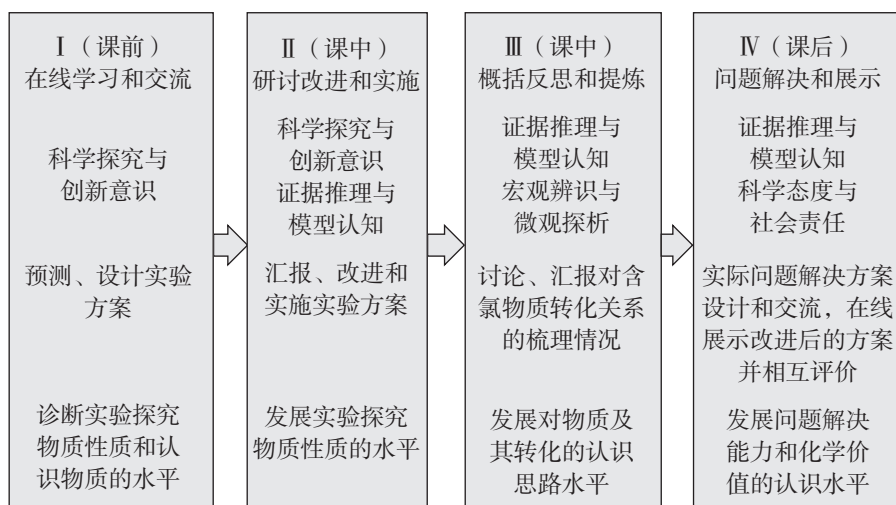 Ⅰ（课前）
在线学习和交流
科学探究与
创新意识
预测、设计实验
方案
诊断实验探究
物质性质和认
识物质的水平
Ⅱ（课中）
研讨改进和实施
科学探究与
创新意识
证据推理与
模型认知
汇报、改进和
实施实验方案
发展实验探究
物质性质的水平
Ⅲ（课中）
概括反思和提炼
证据推理与
模型认知
宏观辨识与
微观探析
讨论、汇报对含
氯物质转化关系
的梳理情况
发展对物质及
其转化的认识
思路水平
Ⅳ（课后）
问题解决和展示
证据推理与
模型认知
科学态度与
社会责任
实际问题解决方案
设计和交流，在线
展示改进后的方案
并相互评价
发展问题解决
能力和化学价
值的认识水平